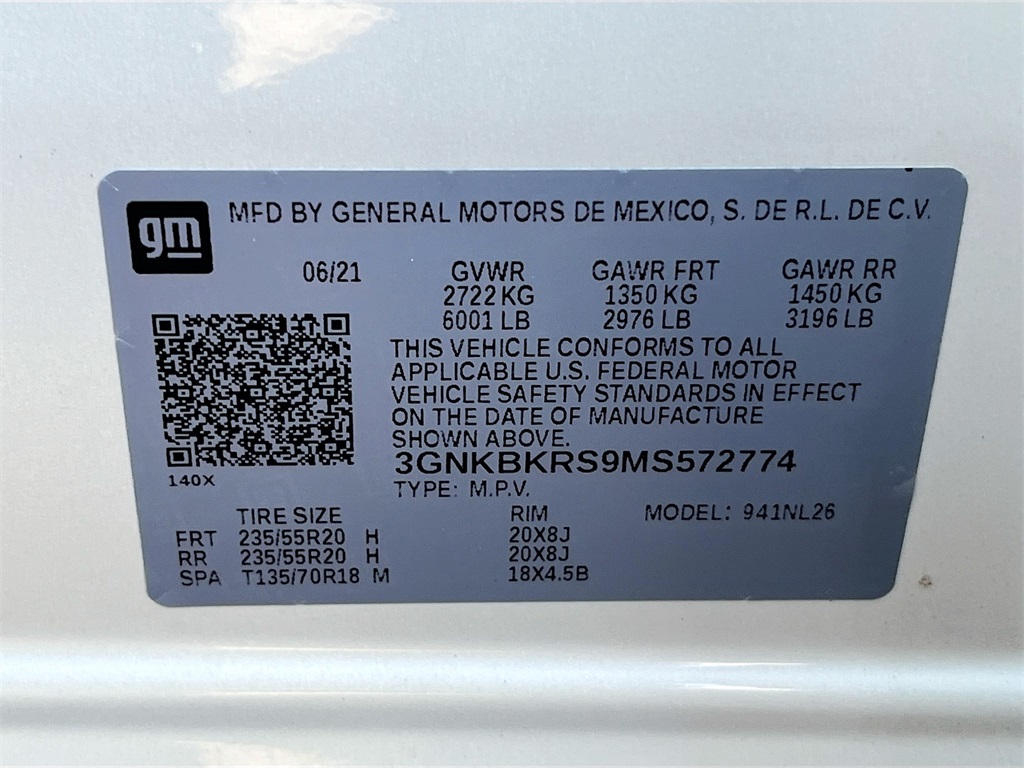 gm MFD BY GENERAL MOTORS DE MEXICO, S. DE R.L. DE C.V.
06/21 GVWR GAWR FRT GAWR RR
2722 KG 1350 KG 1450 KG
6001 LB 2976 LB 3196 LB
THIS VEHICLE CONFORMS TO ALL
APPLICABLE U.S. FEDERAL MOTOR
VEHICLE SAFETY STANDARDS IN EFFECT
ON THE DATE OF MANUFACTURE
SHOWN ABOVE.
3GNKBKRS9MS572774
140X
TYPE: M.P.V.
TIRE SIZE RIM MODEL: 941NL26
FRT 235/55R20 H 20X8J
RR 235/55R20 H 20X8J
SPA T135/70R18 M 18X4.5B